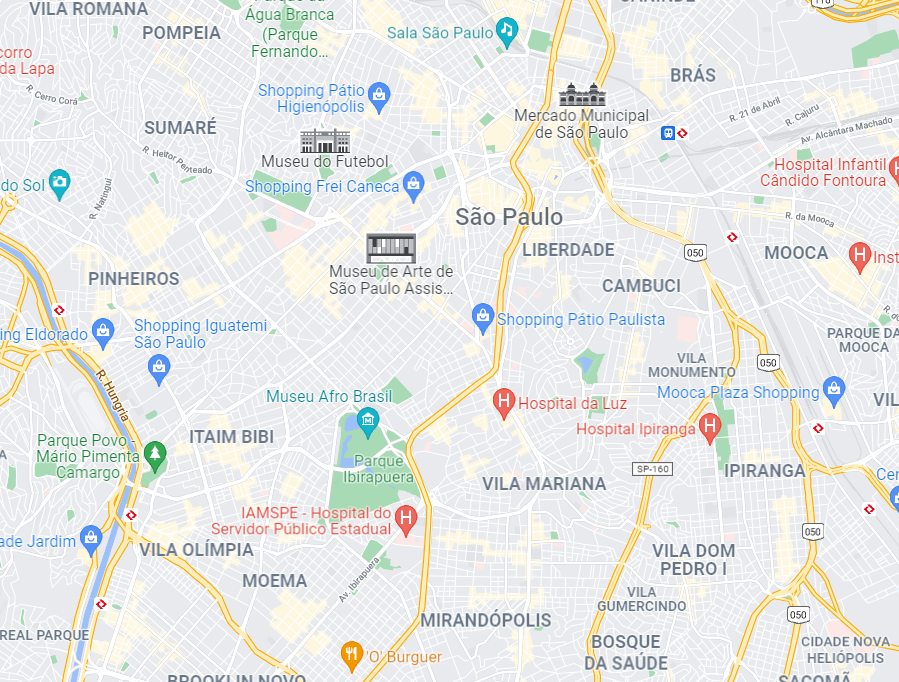 VILA ROMANA
POMPEIA
Água Branca
(Parque
Fernando...
Sala São Paulo
BRÁS
da Lapa
R. Cerro Corá
Shopping Pátio
Higienópolis
SUMARÉ
Mercado Municipal
de São Paulo
R. 21 de Abril
R. Cajuru
Av. Alcântara Machado
R. Heitor Penteado
Museu do Futebol
do Sol
R. Natingui
Shopping Frei Caneca
Hospital Infantil
Cândido Fontoura
São Paulo
R. da Mooca
LIBERDADE
050
MOOCA
Inst
PINHEIROS
Museu de Arte de
São Paulo Assis...
CAMBUCI
ing Eldorado
Shopping Iguatemi
São Paulo
Shopping Pátio Paulista
PARQUE DA
MOOCA
R. Hungria
VILA
MONUMENTO
050
Museu Afro Brasil
Hospital da Luz
Mooca Plaza Shopping
VIL
Hospital Ipiranga
Parque Povo -
Mário Pimenta
Camargo
ITAIM BIBI
Parque
Ibirapuera
SP-160
IPIRANGA
VILA MARIANA
Cen
IAMSPE - Hospital do
Servidor Público Estadual
050
ade Jardim
VILA OLÍMPIA
VILA DOM
PEDRO I
MOEMA
Av. Ibirapuera
VILA
GUMERCINDO
050
REAL PARQUE
MIRANDÓPOLIS
BOSQUE
DA SAÚDE
CIDADE NOVA
HELIÓPOLIS
'O' Burguer
BROOKLIN NOVO
SACOMÃ